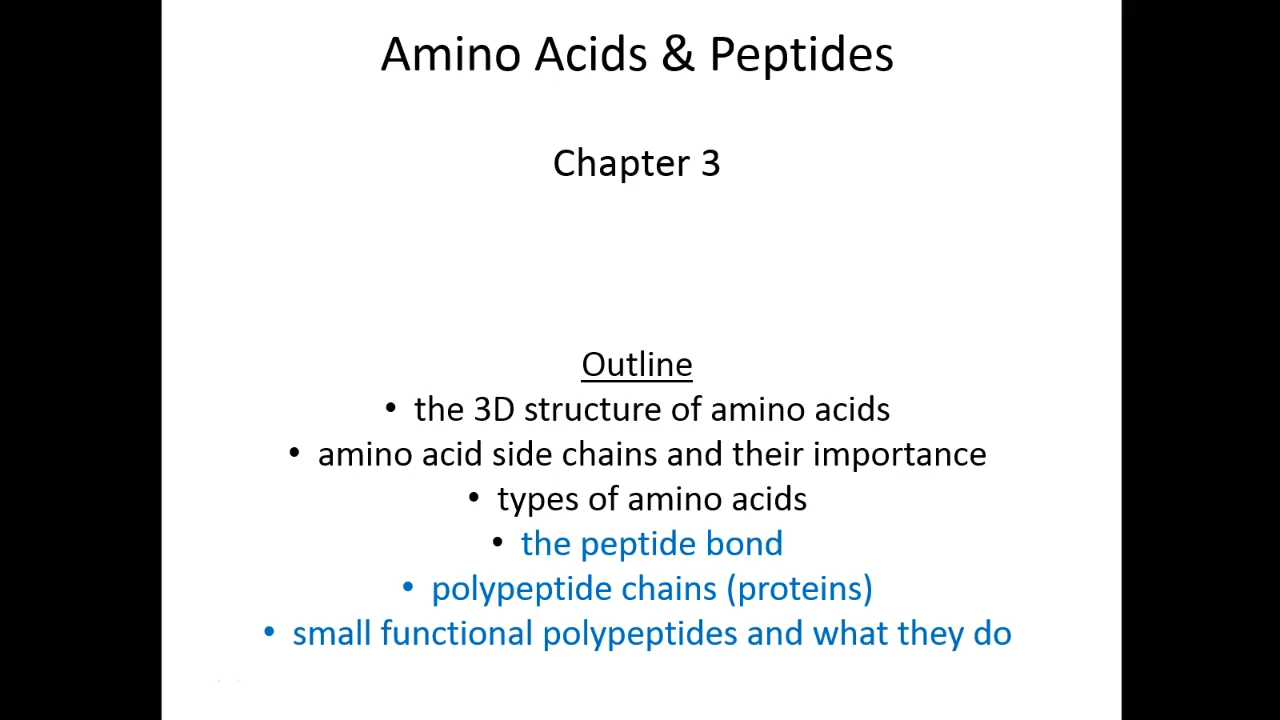 Amino Acids & Peptides
Chapter 3
Outline
• the 3D structure of amino acids
• amino acid side chains and their importance
• types of amino acids
• the peptide bond
• polypeptide chains (proteins)
• small functional polypeptides and what they do